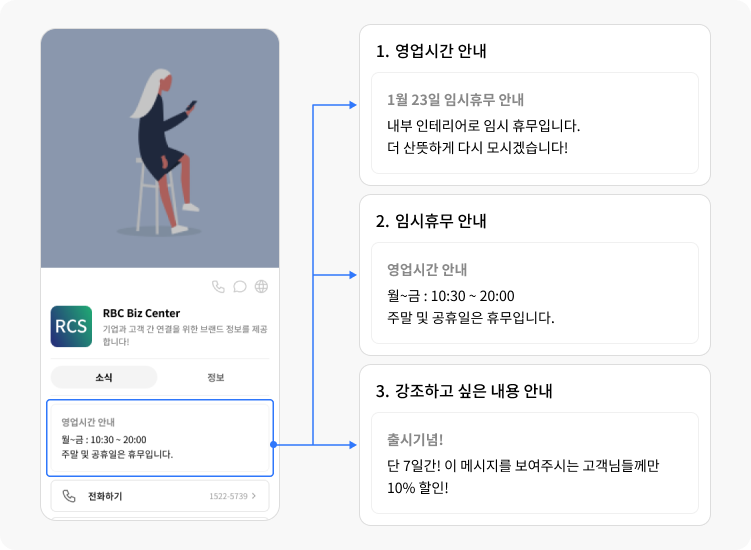 RCS
RBC Biz Center
기업과 고객 간 연결을 위한 브랜드 정보를 제공
합니다!
소식
정보
영업시간 안내
월~금 : 10:30 ~ 20:00
주말 및 공휴일은 휴무입니다.
전화하기
1522-5739
1. 영업시간 안내
1월 23일 임시휴무 안내
내부 인테리어로 임시 휴무입니다.
더 산뜻하게 다시 모시겠습니다!
2. 임시휴무 안내
영업시간 안내
월~금 : 10:30 ~ 20:00
주말 및 공휴일은 휴무입니다.
3. 강조하고 싶은 내용 안내
출시기념!
단 7일간! 이 메시지를 보여주시는 고객님들께만
10% 할인!